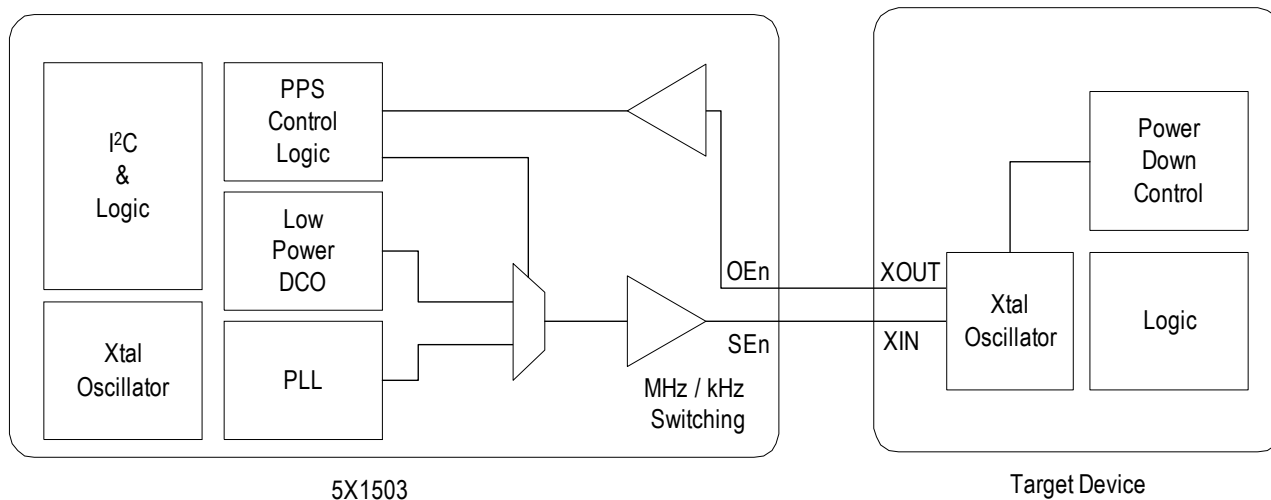 I²C
&
Logic
PPS
Control
Logic
Low
Power
DCO
Xtal
Oscillator
PLL
OEn
SEn
MHz / kHz
Switching
5X1503
XOUT
XIN
Xtal
Oscillator
Power
Down
Control
Logic
Target Device